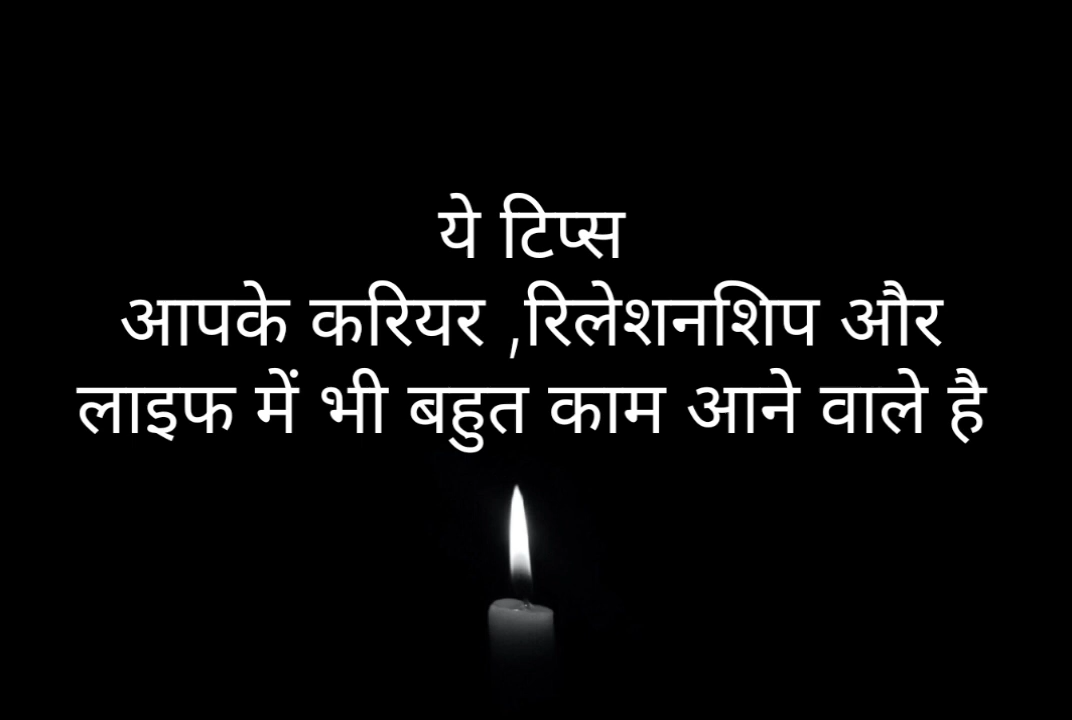 ये टिप्स
आपके करियर ,रिलेशनशिप और
लाइफ में भी बहुत काम आने वाले है